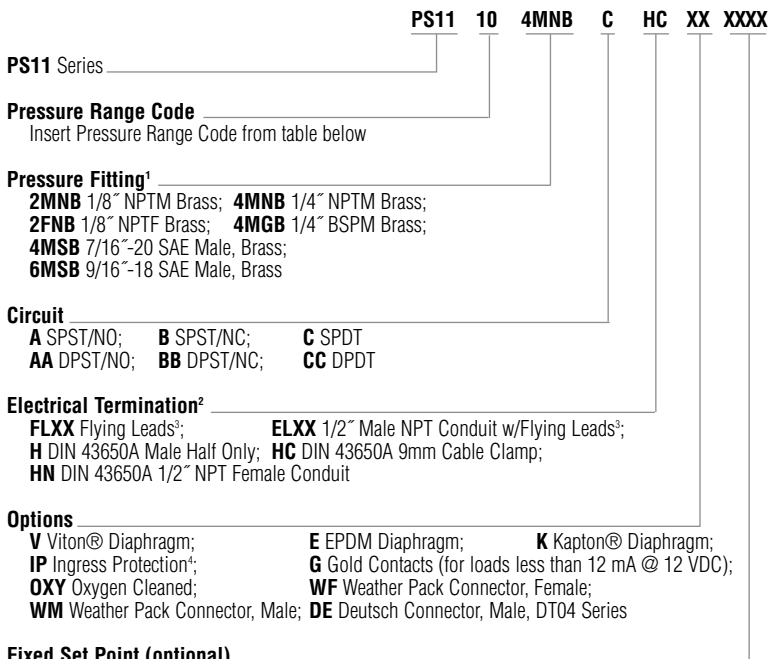 PS11 10 4MNB C HC XX XXXX
PS11 Series
Pressure Range Code
Insert Pressure Range Code from table below
Pressure Fitting¹
2MNB 1/8˝ NPTM Brass; 4MNB 1/4˝ NPTM Brass;
2FNB 1/8˝ NPTF Brass; 4MGB 1/4˝ BSPM Brass;
4MSB 7/16˝-20 SAE Male, Brass;
6MSB 9/16˝-18 SAE Male, Brass
Circuit
A SPST/NO; B SPST/NC; C SPDT
AA DPST/NO; BB DPST/NC; CC DPDT
Electrical Termination²
FLXX Flying Leads³; ELXX 1/2˝ Male NPT Conduit w/Flying Leads³;
H DIN 43650A Male Half Only; HC DIN 43650A 9mm Cable Clamp;
HN DIN 43650A 1/2˝ NPT Female Conduit
Options
V Viton® Diaphragm; E EPDM Diaphragm; K Kapton® Diaphragm;
IP Ingress Protection⁴; G Gold Contacts (for loads less than 12 mA @ 12 VDC);
OXY Oxygen Cleaned; WF Weather Pack Connector, Female;
WM Weather Pack Connector, Male; DE Deutsch Connector, Male, DT04 Series
Fixed Set Point (optional)